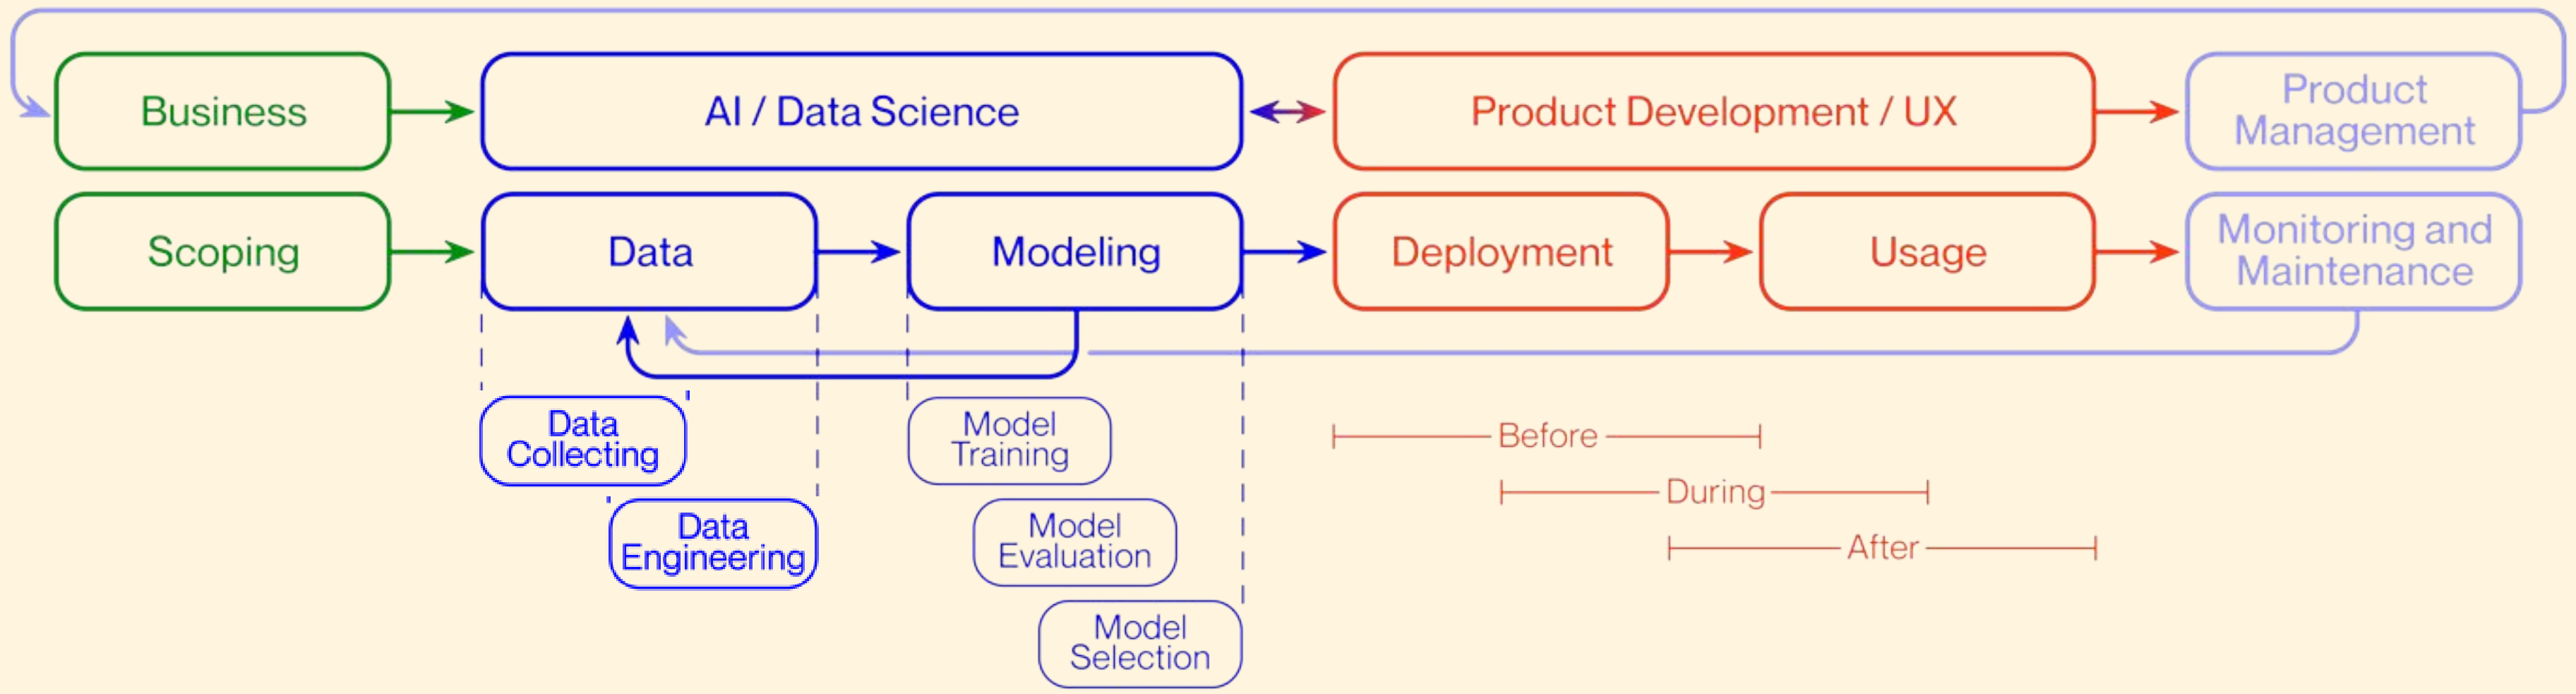 Business
AI / Data Science
Product Development / UX
Product
Management
Scoping
Data
Modeling
Deployment
Usage
Monitoring and
Maintenance
Data
Collecting
Data
Engineering
Model
Training
Model
Evaluation
Model
Selection
Before
During
After